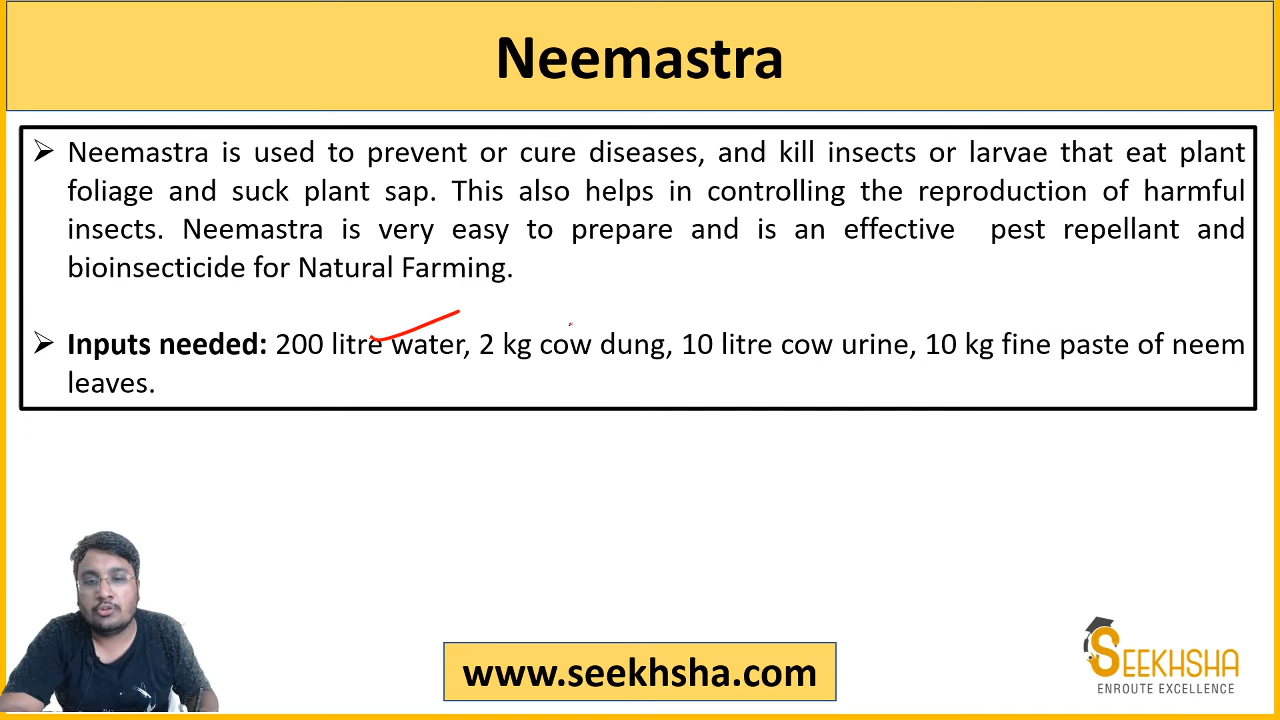 Neemastra
➢ Neemastra is used to prevent or cure diseases, and kill insects or larvae that eat plant
foliage and suck plant sap. This also helps in controlling the reproduction of harmful
insects. Neemastra is very easy to prepare and is an effective pest repellant and
bioinsecticide for Natural Farming.
➢ Inputs needed: 200 litre water, 2 kg cow dung, 10 litre cow urine, 10 kg fine paste of neem
leaves.
www.seekhsha.com
SEEKHSHA
ENROUTE EXCELLENCE